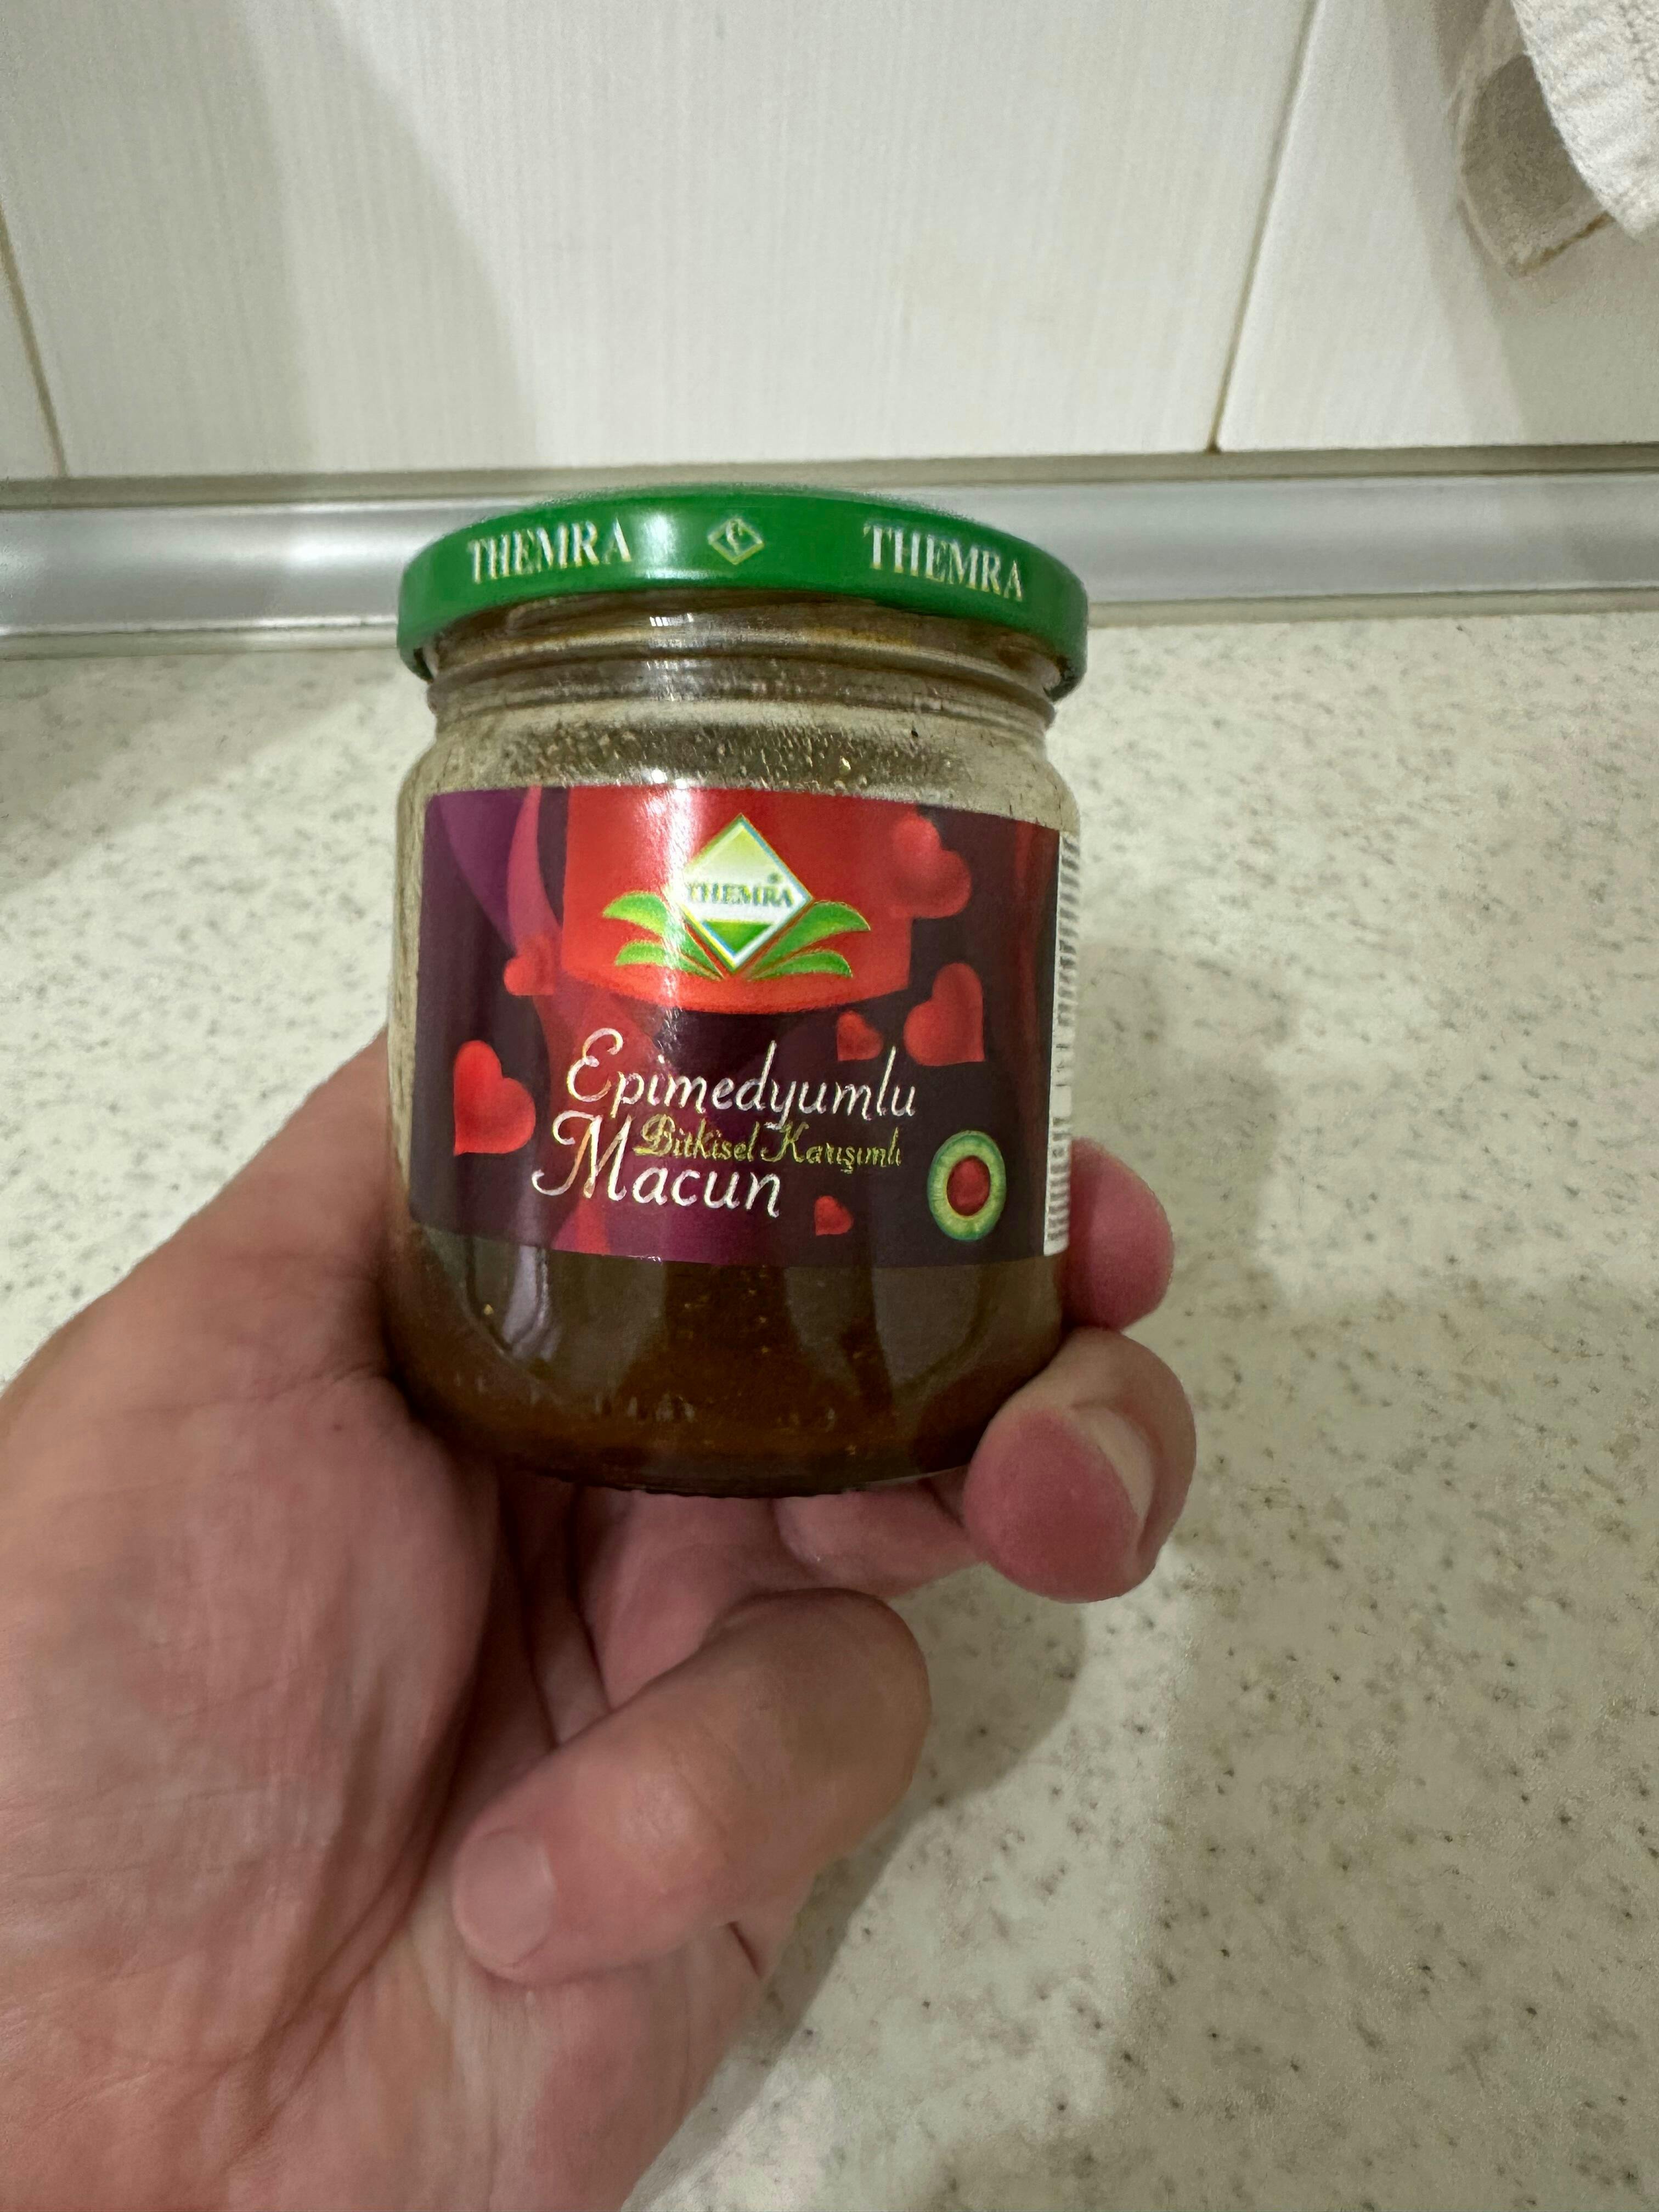 THEMRA THEMRA
THEMRA
Epimedyumlu
Bitkisel Karışımlı
Macun